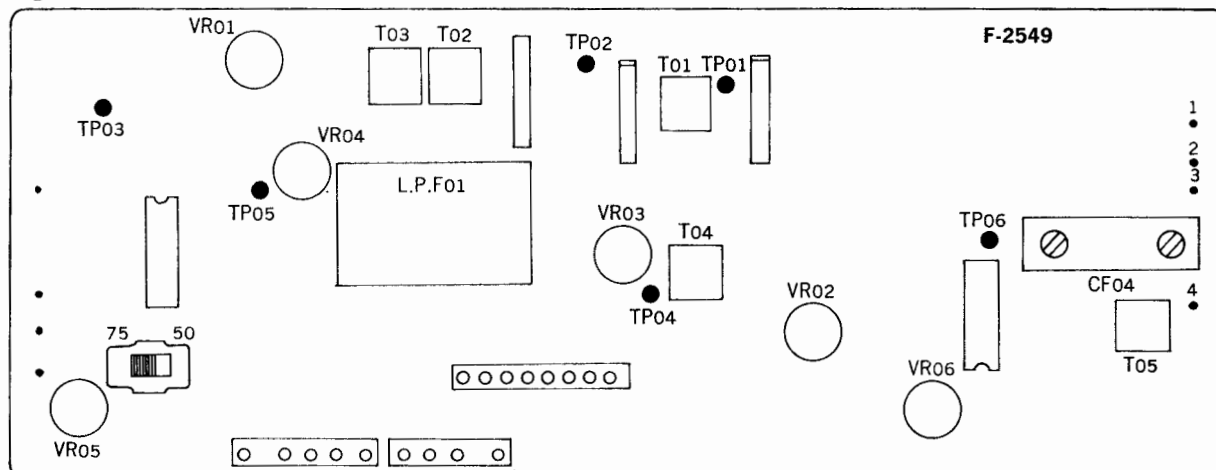 F-2549
VR01
T03
T02
TP02
T01
TP01
TP03
VR04
1
2
3
L.P.F01
TP05
VR03
T04
TP06
CF04
4
TP04
VR02
75 50
T05
VR06
VR05